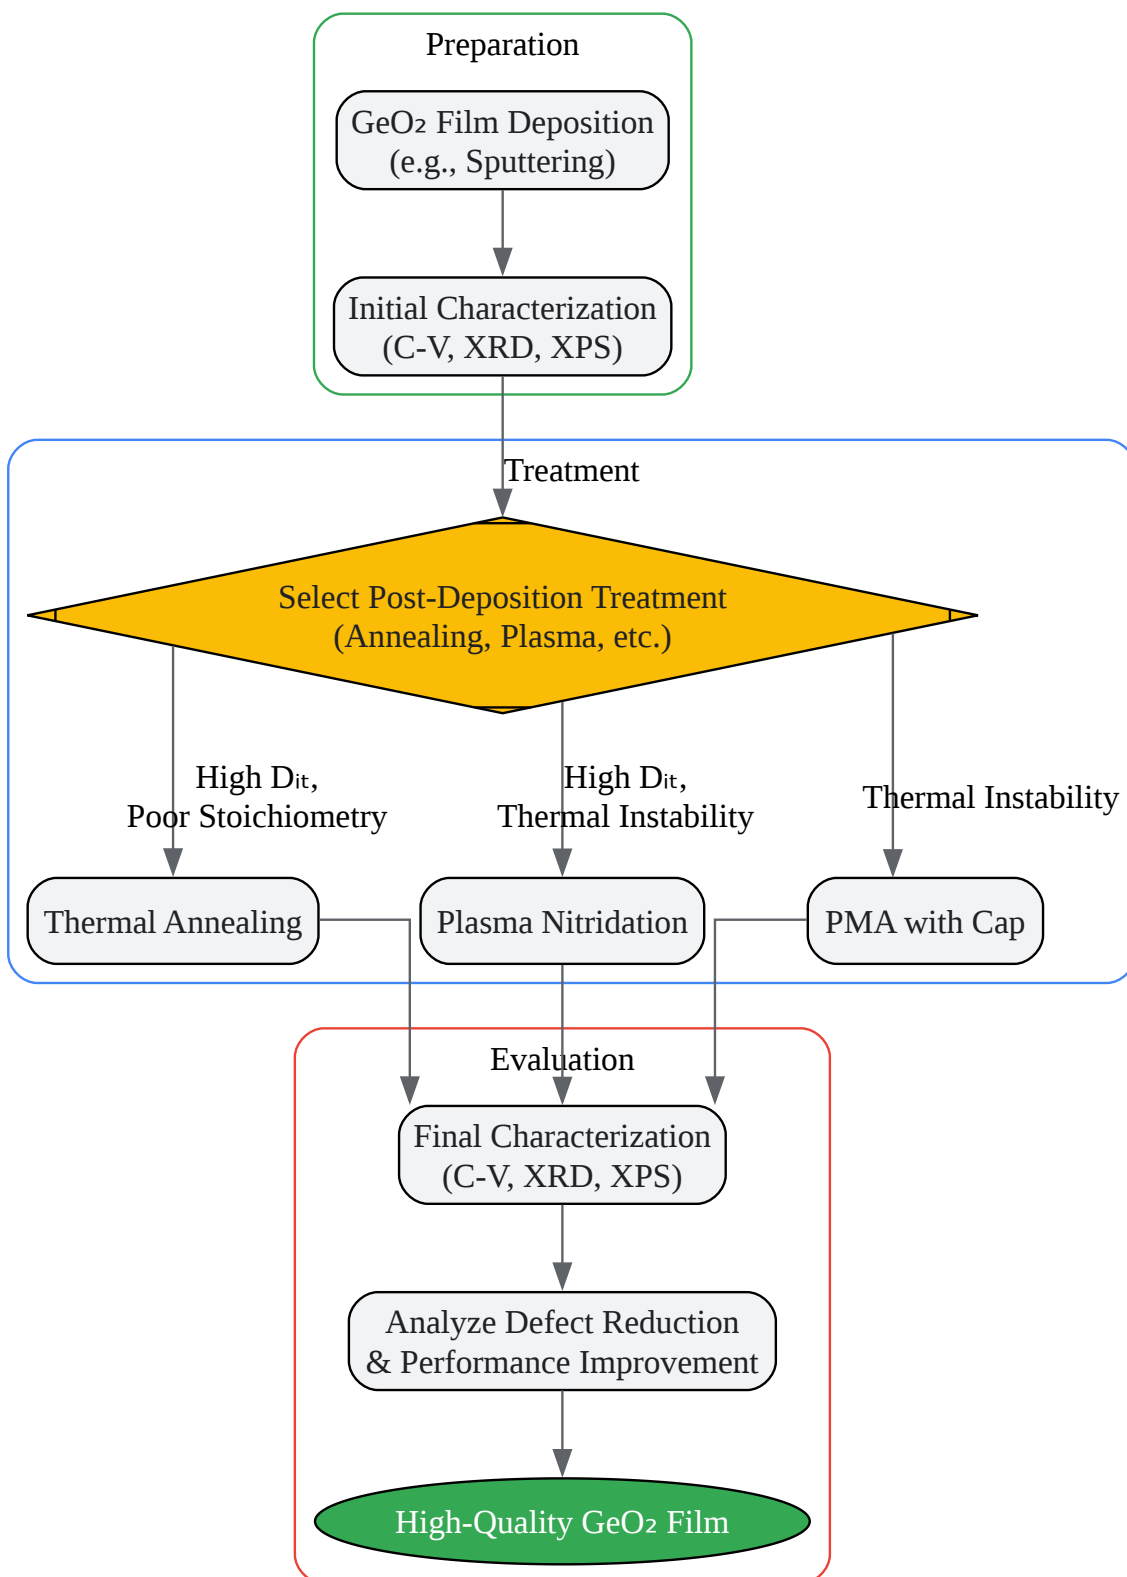 Preparation
GeO₂ Film Deposition
(e.g., Sputtering)
Initial Characterization
(C-V, XRD, XPS)
Treatment
Select Post-Deposition Treatment
(Annealing, Plasma, etc.)
High Dᵢₜ,
Poor Stoichiometry
High Dᵢₜ,
Thermal Instability
Thermal Instability
Thermal Annealing
Plasma Nitridation
PMA with Cap
Evaluation
Final Characterization
(C-V, XRD, XPS)
Analyze Defect Reduction
& Performance Improvement
High-Quality GeO₂ Film